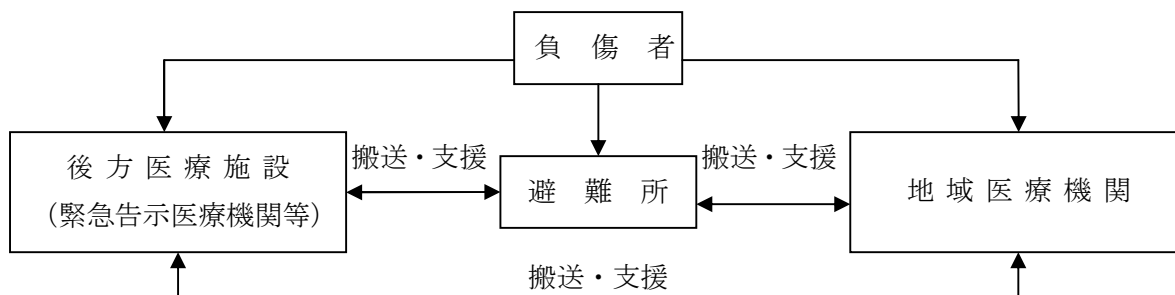 負傷者
後方医療施設
（緊急告示医療機関等）
搬送・支援
避難所
搬送・支援
地域医療機関
搬送・支援